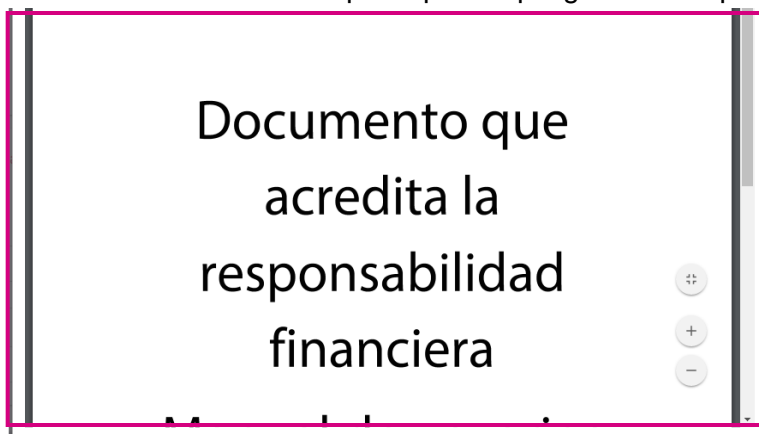 Documento que
acredita la
responsabilidad
financiera